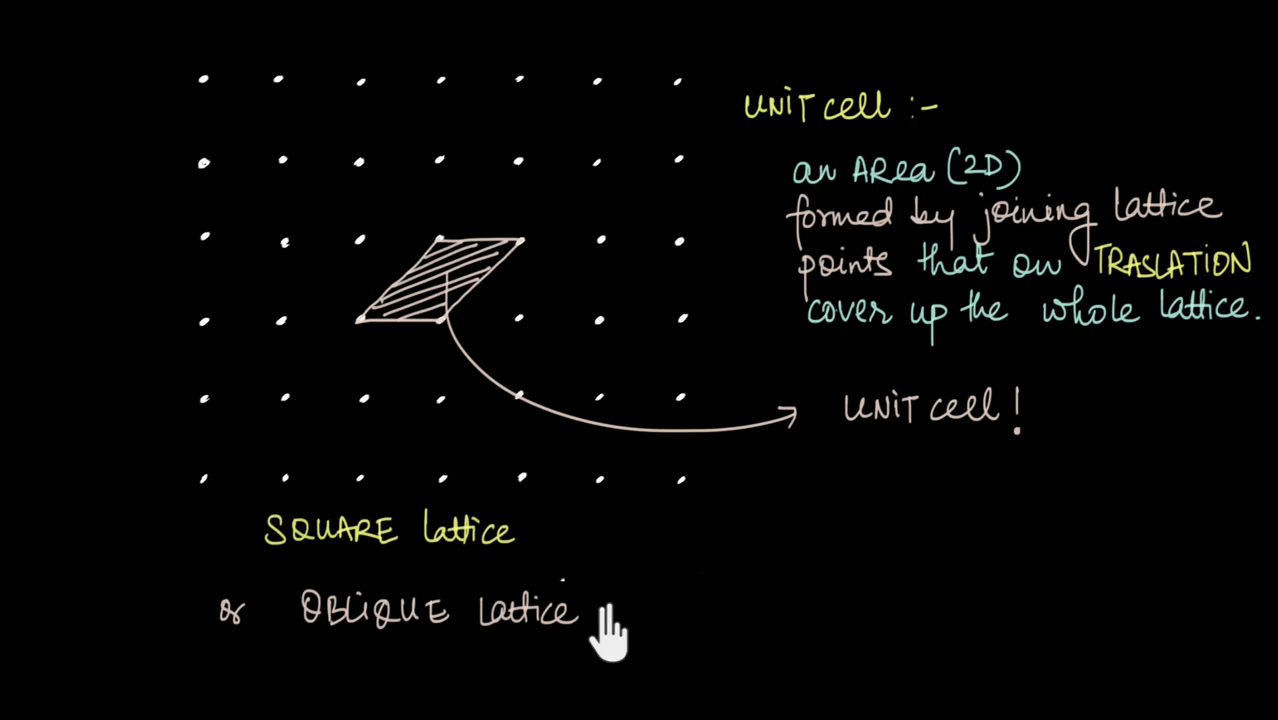 UNIT cell :-
an AREA (2D)
formed by joining lattice
points that on TRASLATION
cover up the whole lattice.
UNIT cell!
SQUARE lattice
or OBLIQUE lattice